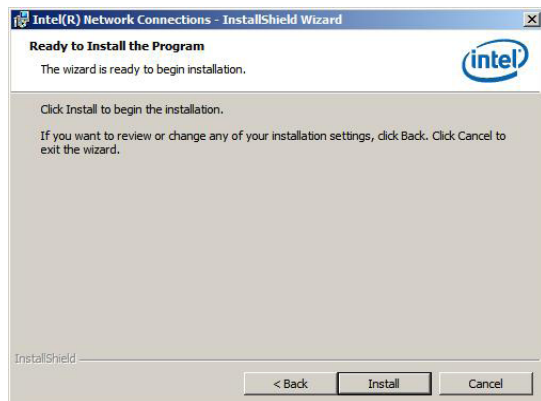 Intel(R) Network Connections - InstallShield Wizard
Ready to Install the Program
The wizard is ready to begin installation.
intel
Click Install to begin the installation.
If you want to review or change any of your installation settings, click Back. Click Cancel to
exit the wizard.
InstallShield
< Back
Install
Cancel